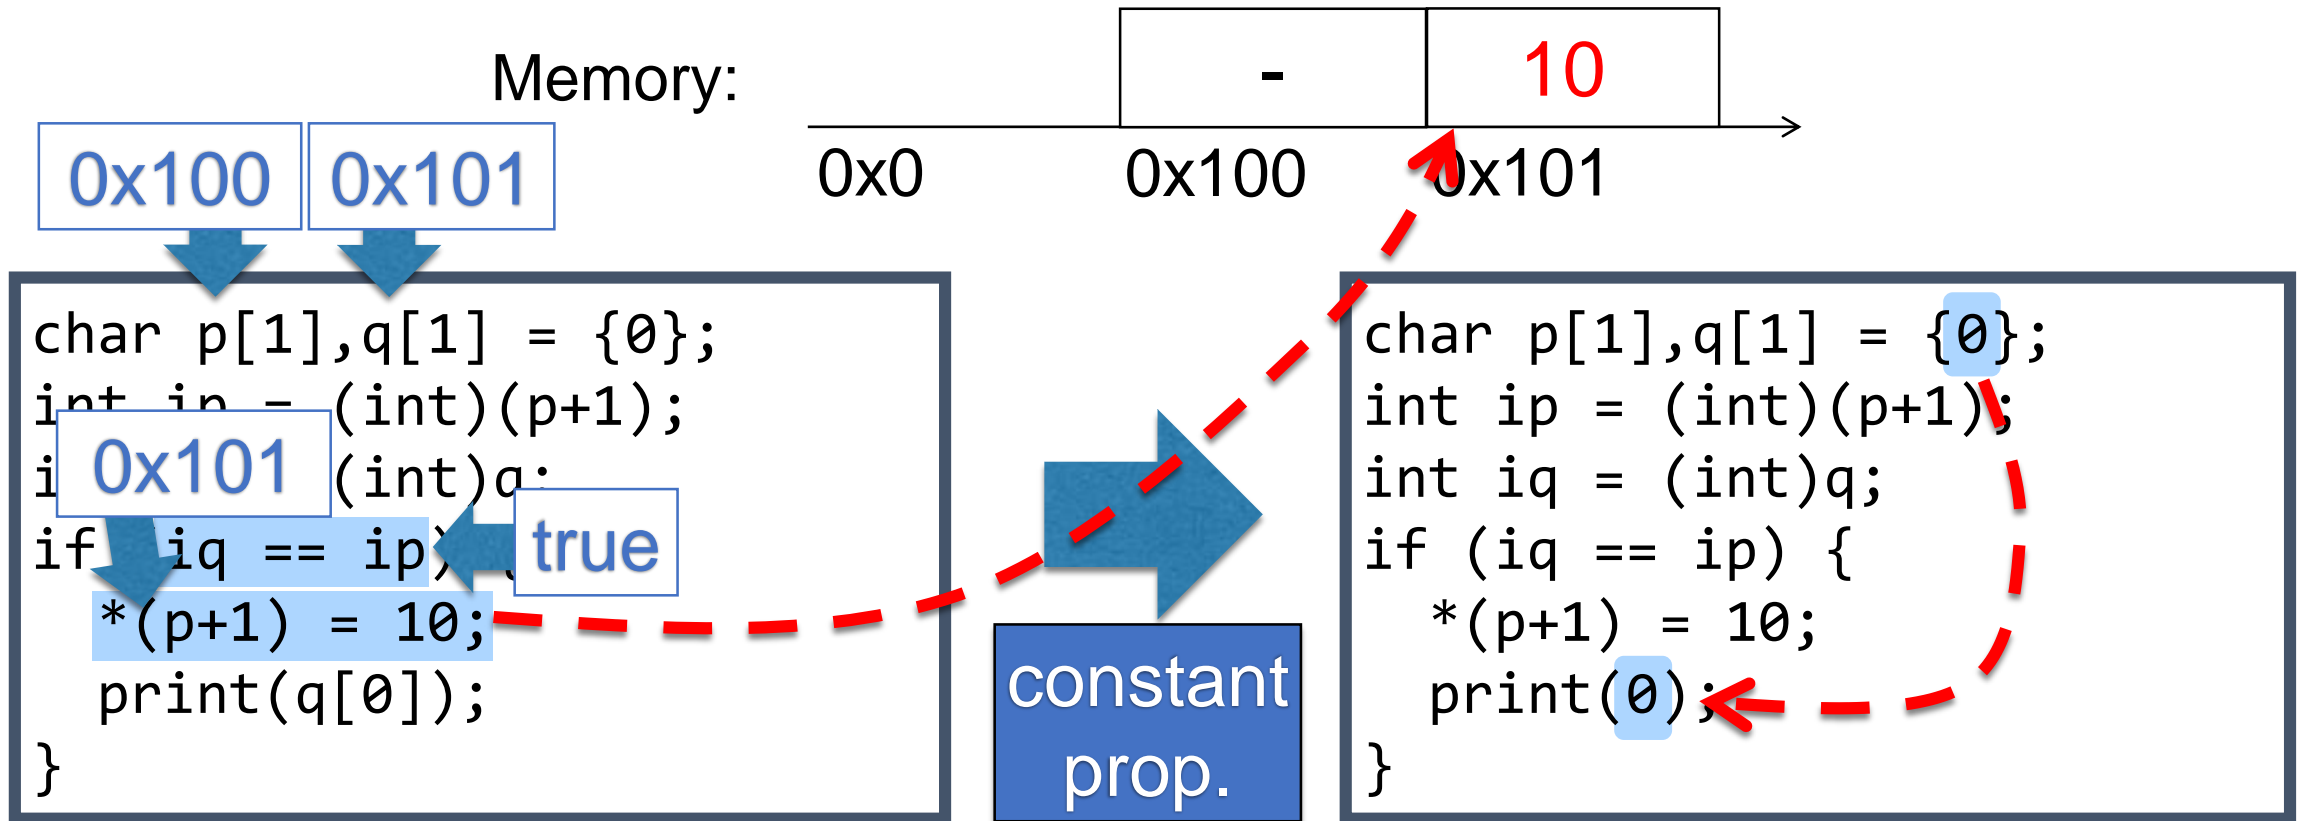 Memory:
-
10
0x0
0x100
0x101
0x100
0x101
char p[1],q[1] = {0};
int ip = (int)(p+1);
0x101
(int)q;
if iq == ip) {
true
*(p+1) = 10;
print(q[0]);
}
constant
prop.
char p[1],q[1] = {0};
int ip = (int)(p+1);
int iq = (int)q;
if (iq == ip) {
*(p+1) = 10;
print(0);
}